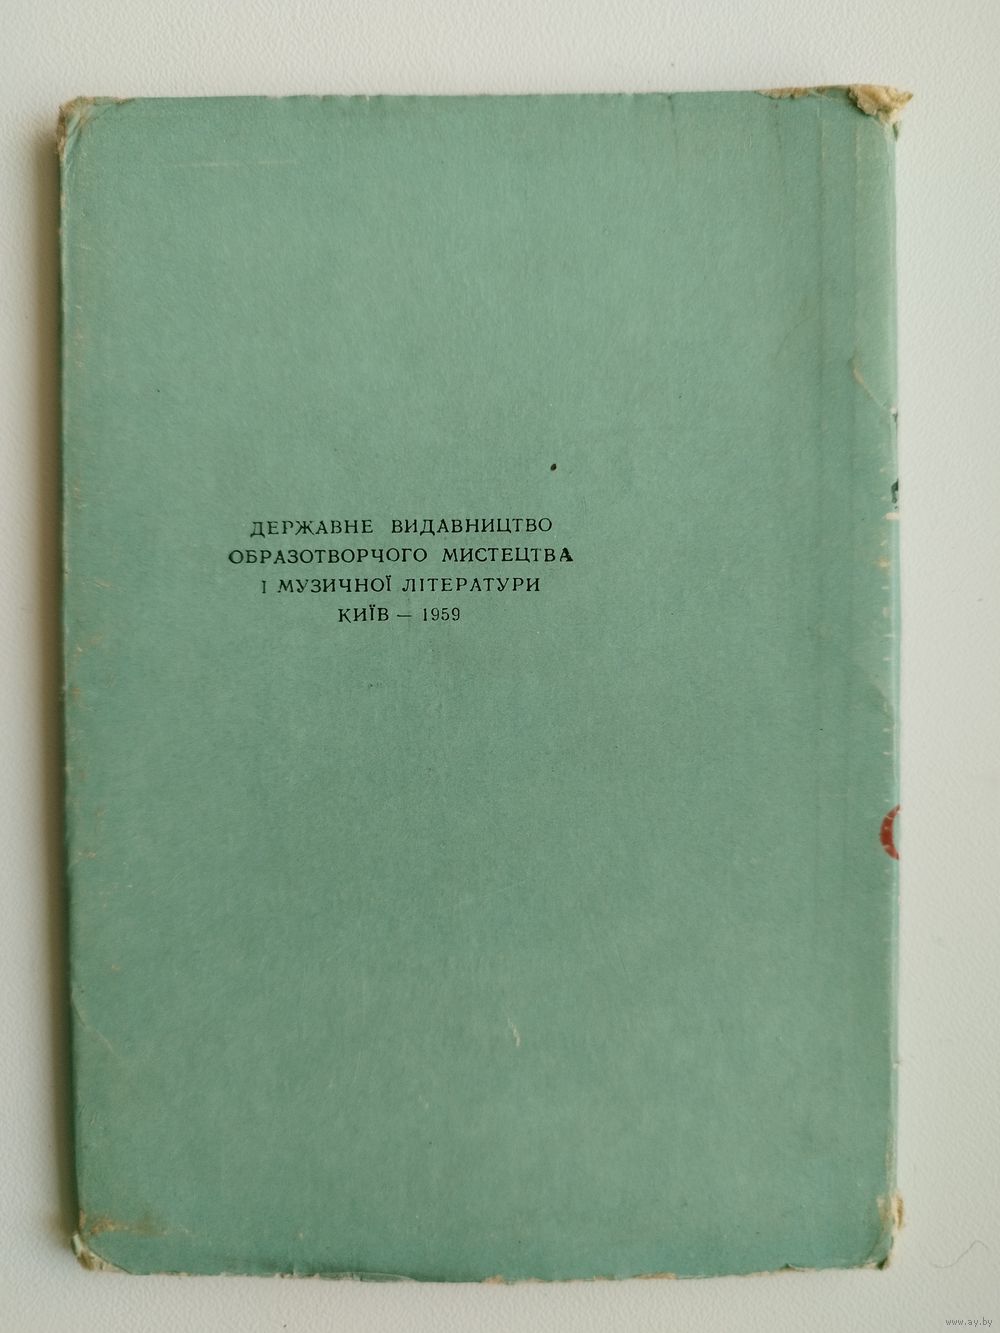 ДЕРЖАВНЕ ВИДАВНИЦТВО
ОБРАЗОТВОРЧОГО МИСТЕЦТВА
І МУЗИЧНОЇ ЛІТЕРАТУРИ
КИЇВ — 1959
www.ay.by